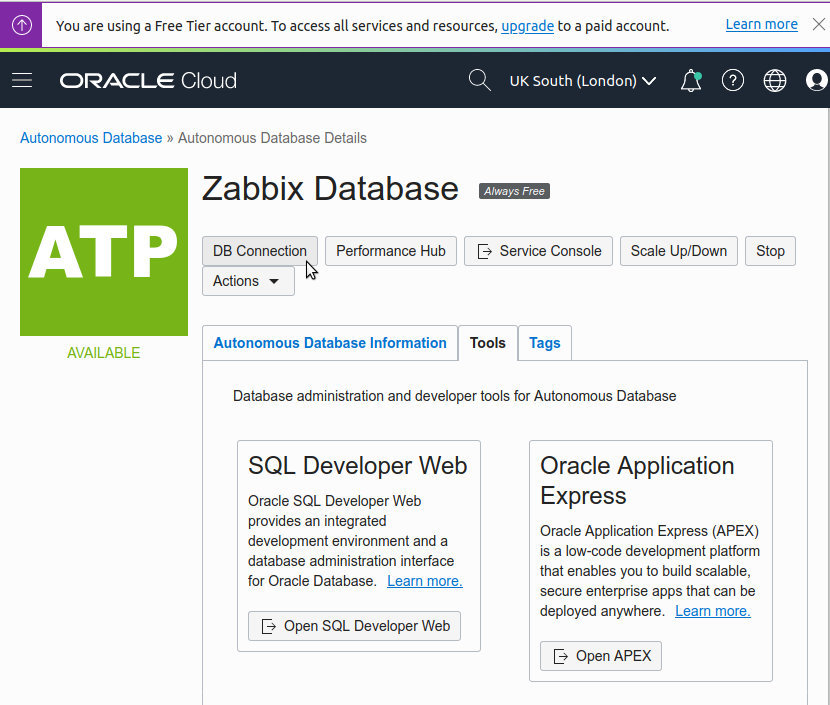 You are using a Free Tier account. To access all services and resources, upgrade to a paid account.
Learn more
ORACLE Cloud
UK South (London)
Autonomous Database » Autonomous Database Details
ATP
AVAILABLE
Zabbix Database
Always Free
DB Connection
Performance Hub
Service Console
Scale Up/Down
Stop
Actions
Autonomous Database Information
Tools
Tags
Database administration and developer tools for Autonomous Database
SQL Developer Web
Oracle SQL Developer Web
provides an integrated
development environment and a
database administration interface
for Oracle Database. Learn more.
Open SQL Developer Web
Oracle Application
Express
Oracle Application Express (APEX)
is a low-code development platform
that enables you to build scalable,
secure enterprise apps that can be
deployed anywhere. Learn more.
Open APEX